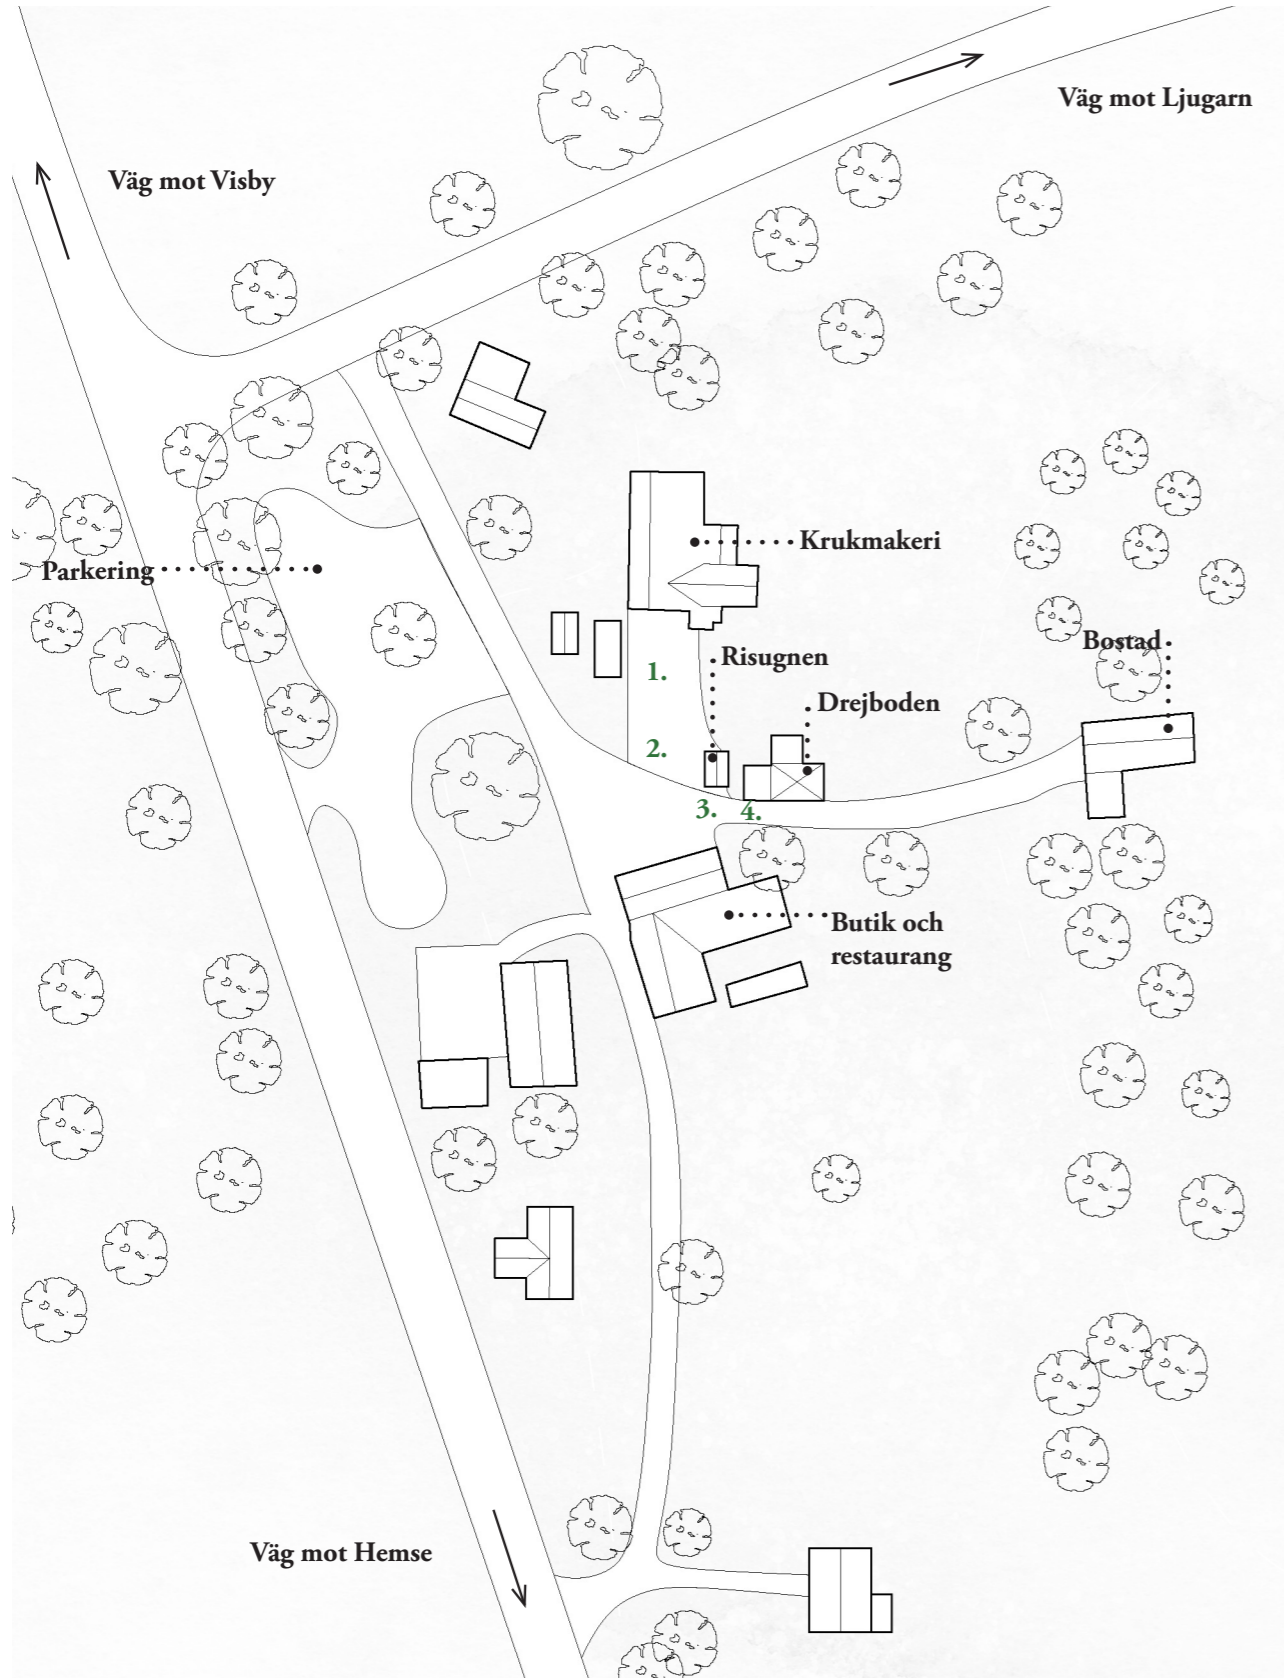 Väg mot Ljugarn
Väg mot Visby
Krukmakeri
Parkering
Bostad
Risugnen
1.
Drejboden
2.
3.
4.
Butik och
restaurang
Väg mot Hemse